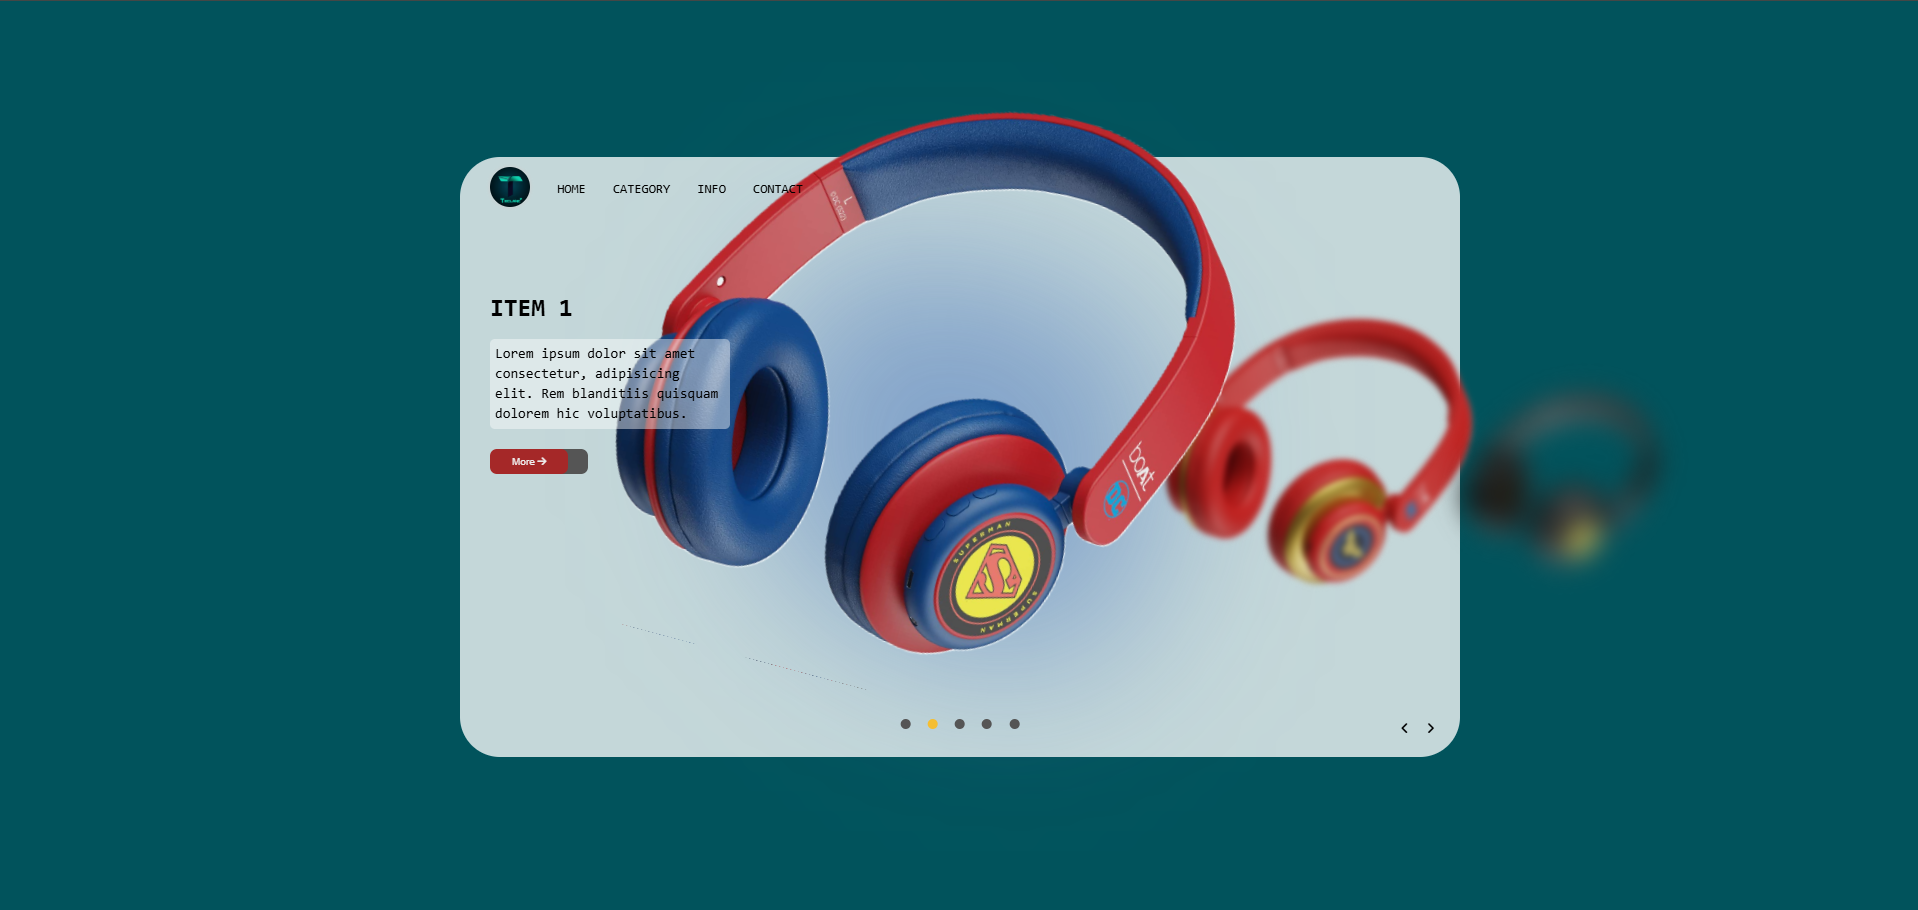 HOME CATEGORY INFO CONTACT
ITEM 1
Lorem ipsum dolor sit amet
consectetur, adipisicing
elit. Rem blanditiis quisquam
dolorem hic voluptatibus.
More →
L
boAt
SUPERMAN
SUPERMAN